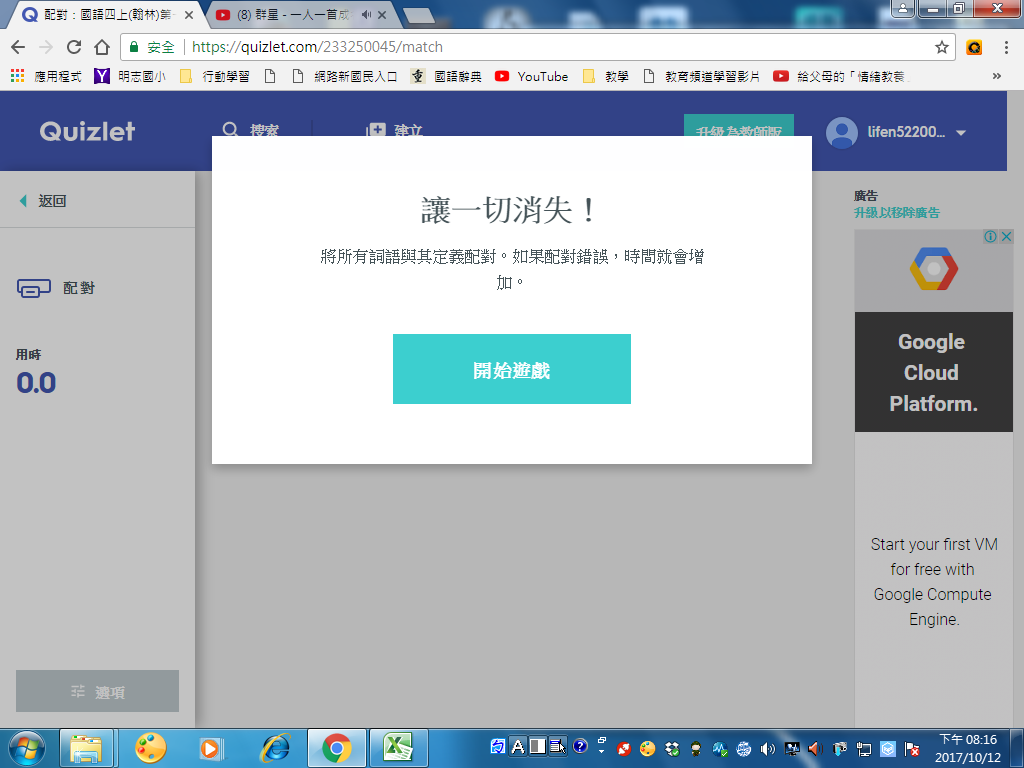 配對：國語四上(翰林)第
(8) 群星 - 一人一首成
安全
https://quizlet.com/233250045/match
應用程式
明志國小
行動學習
網路新國民入口
國語辭典
YouTube
教學
教育頻道學習影片
給父母的「情緒教養
Quizlet
搜索
建立
升級為教師版
lifen52200...
返回
配對
用時
0.0
選項
讓一切消失！
將所有詞語與其定義配對。如果配對錯誤，時間就會增
加。
開始遊戲
廣告
升級以移除廣告
Google
Cloud
Platform.
Start your first VM
for free with
Google Compute
Engine.
下午 08:16
2017/10/12